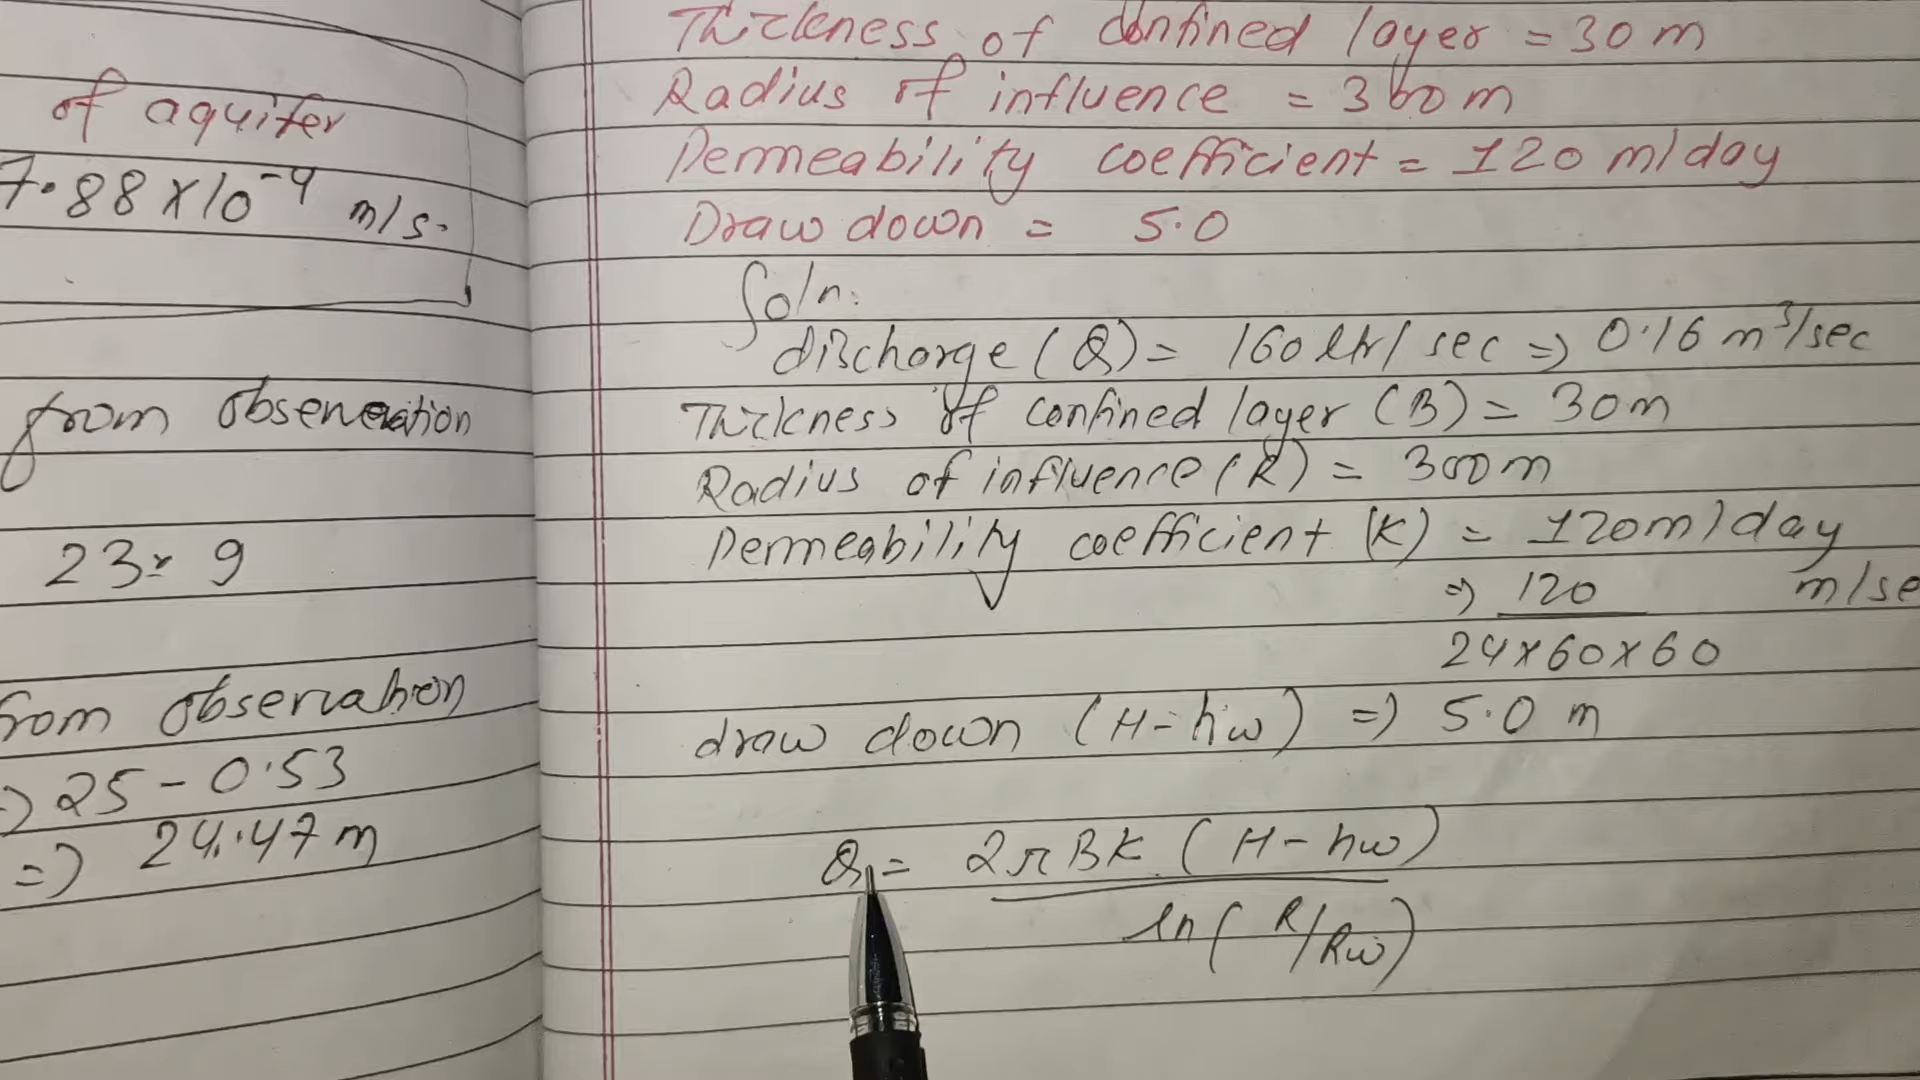 of aquifer
7.88 X 10^-4 m/s.
from observation
23.9
from observation
=> 25 - 0.53
=> 24.47 m
Thickness of confined layer = 30 m
Radius of influence = 300 m
Permeability coefficient = 120 m/day
Draw down = 5.0
Soln.
discharge (Q) = 160 ltr/sec => 0.16 m³/sec
Thickness of confined layer (B) = 30m
Radius of influence (R) = 300m
Permeability coefficient (K) = 120m/day
=> 120 m/se
24x60x60
draw down (H-hw) => 5.0 m
Q = 2πBK (H-hw)
ln( R/Rw)